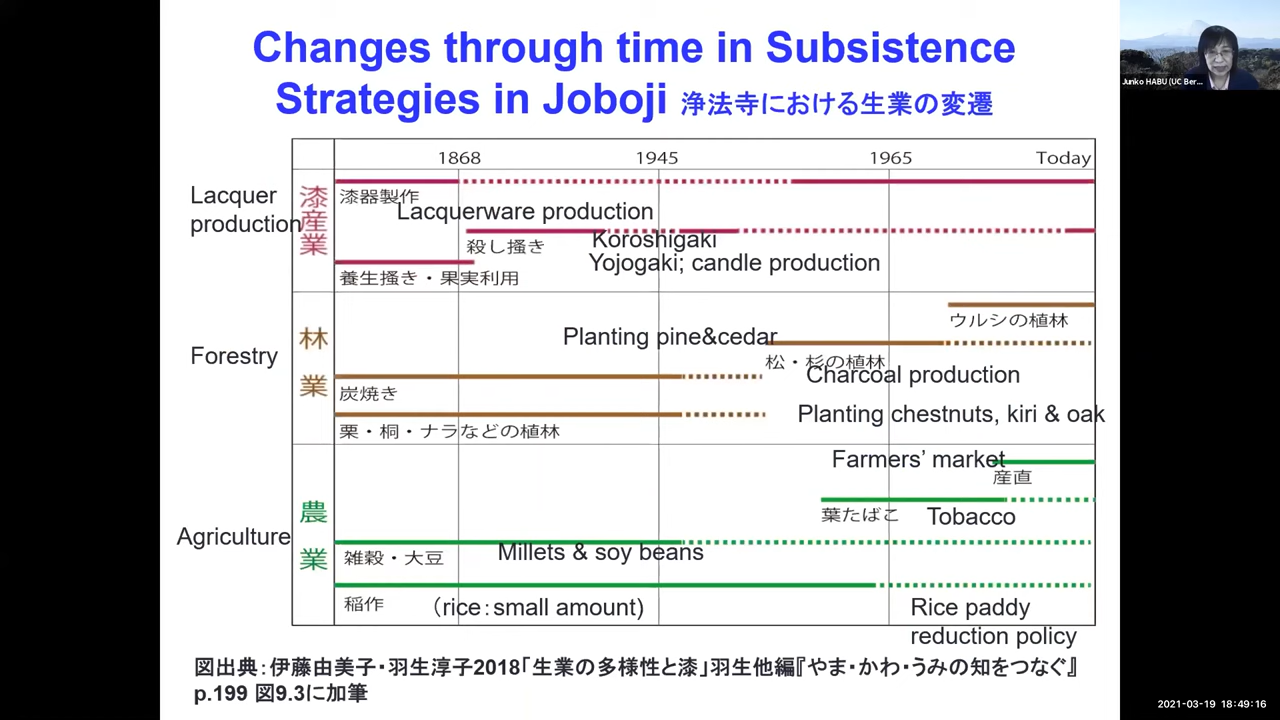 Changes through time in Subsistence
Strategies in Joboji 浄法寺における生業の変遷
Junko HABU (UC Ber...
1868 1945 1965 Today
Lacquer
production
漆産業
漆器製作
Lacquerware production
殺し掻き
Koroshigaki
Yojogaki; candle production
養生掻き・果実利用
Forestry
林業
ウルシの植林
Planting pine&cedar
松・杉の植林
Charcoal production
炭焼き
Planting chestnuts, kiri & oak
栗・桐・ナラなどの植林
Agriculture
農業
Farmers' market
産直
葉たばこ Tobacco
雑穀・大豆
Millets & soy beans
稲作
（rice：small amount)
Rice paddy
reduction policy
図出典：伊藤由美子・羽生淳子2018「生業の多様性と漆」羽生他編『やま・かわ・うみの知をつなぐ』
p.199 図9.3に加筆
2021-03-19 18:49:16